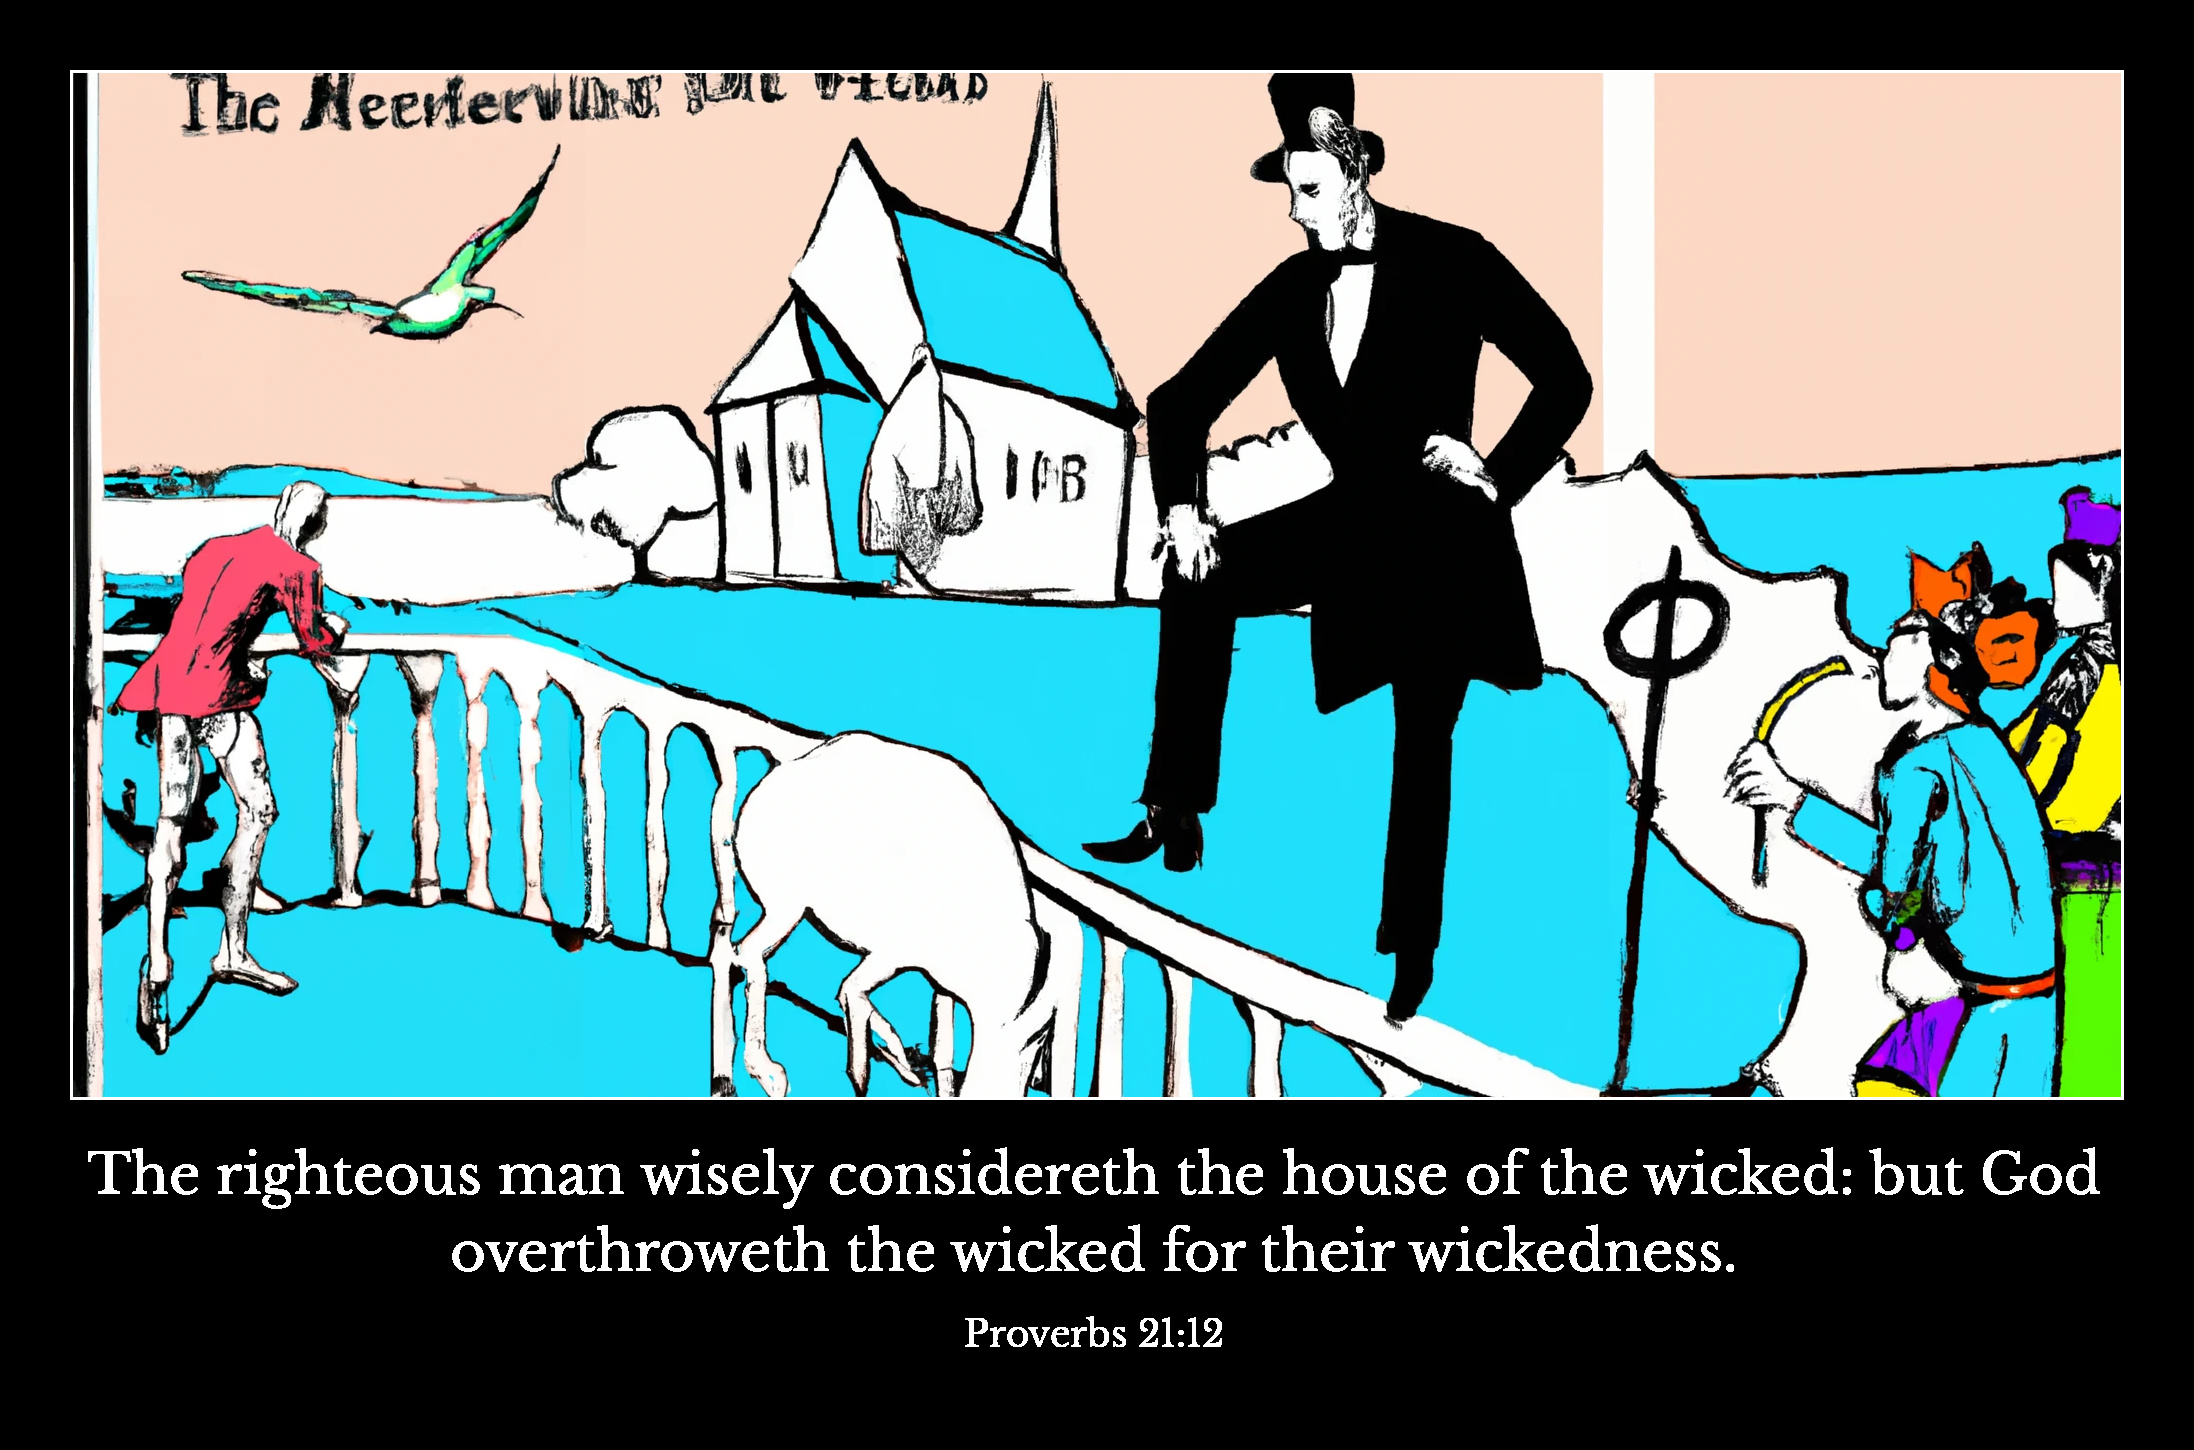 The
The righteous man wisely considereth the house of the wicked: but God
overthroweth the wicked for their wickedness.
Proverbs 21:12